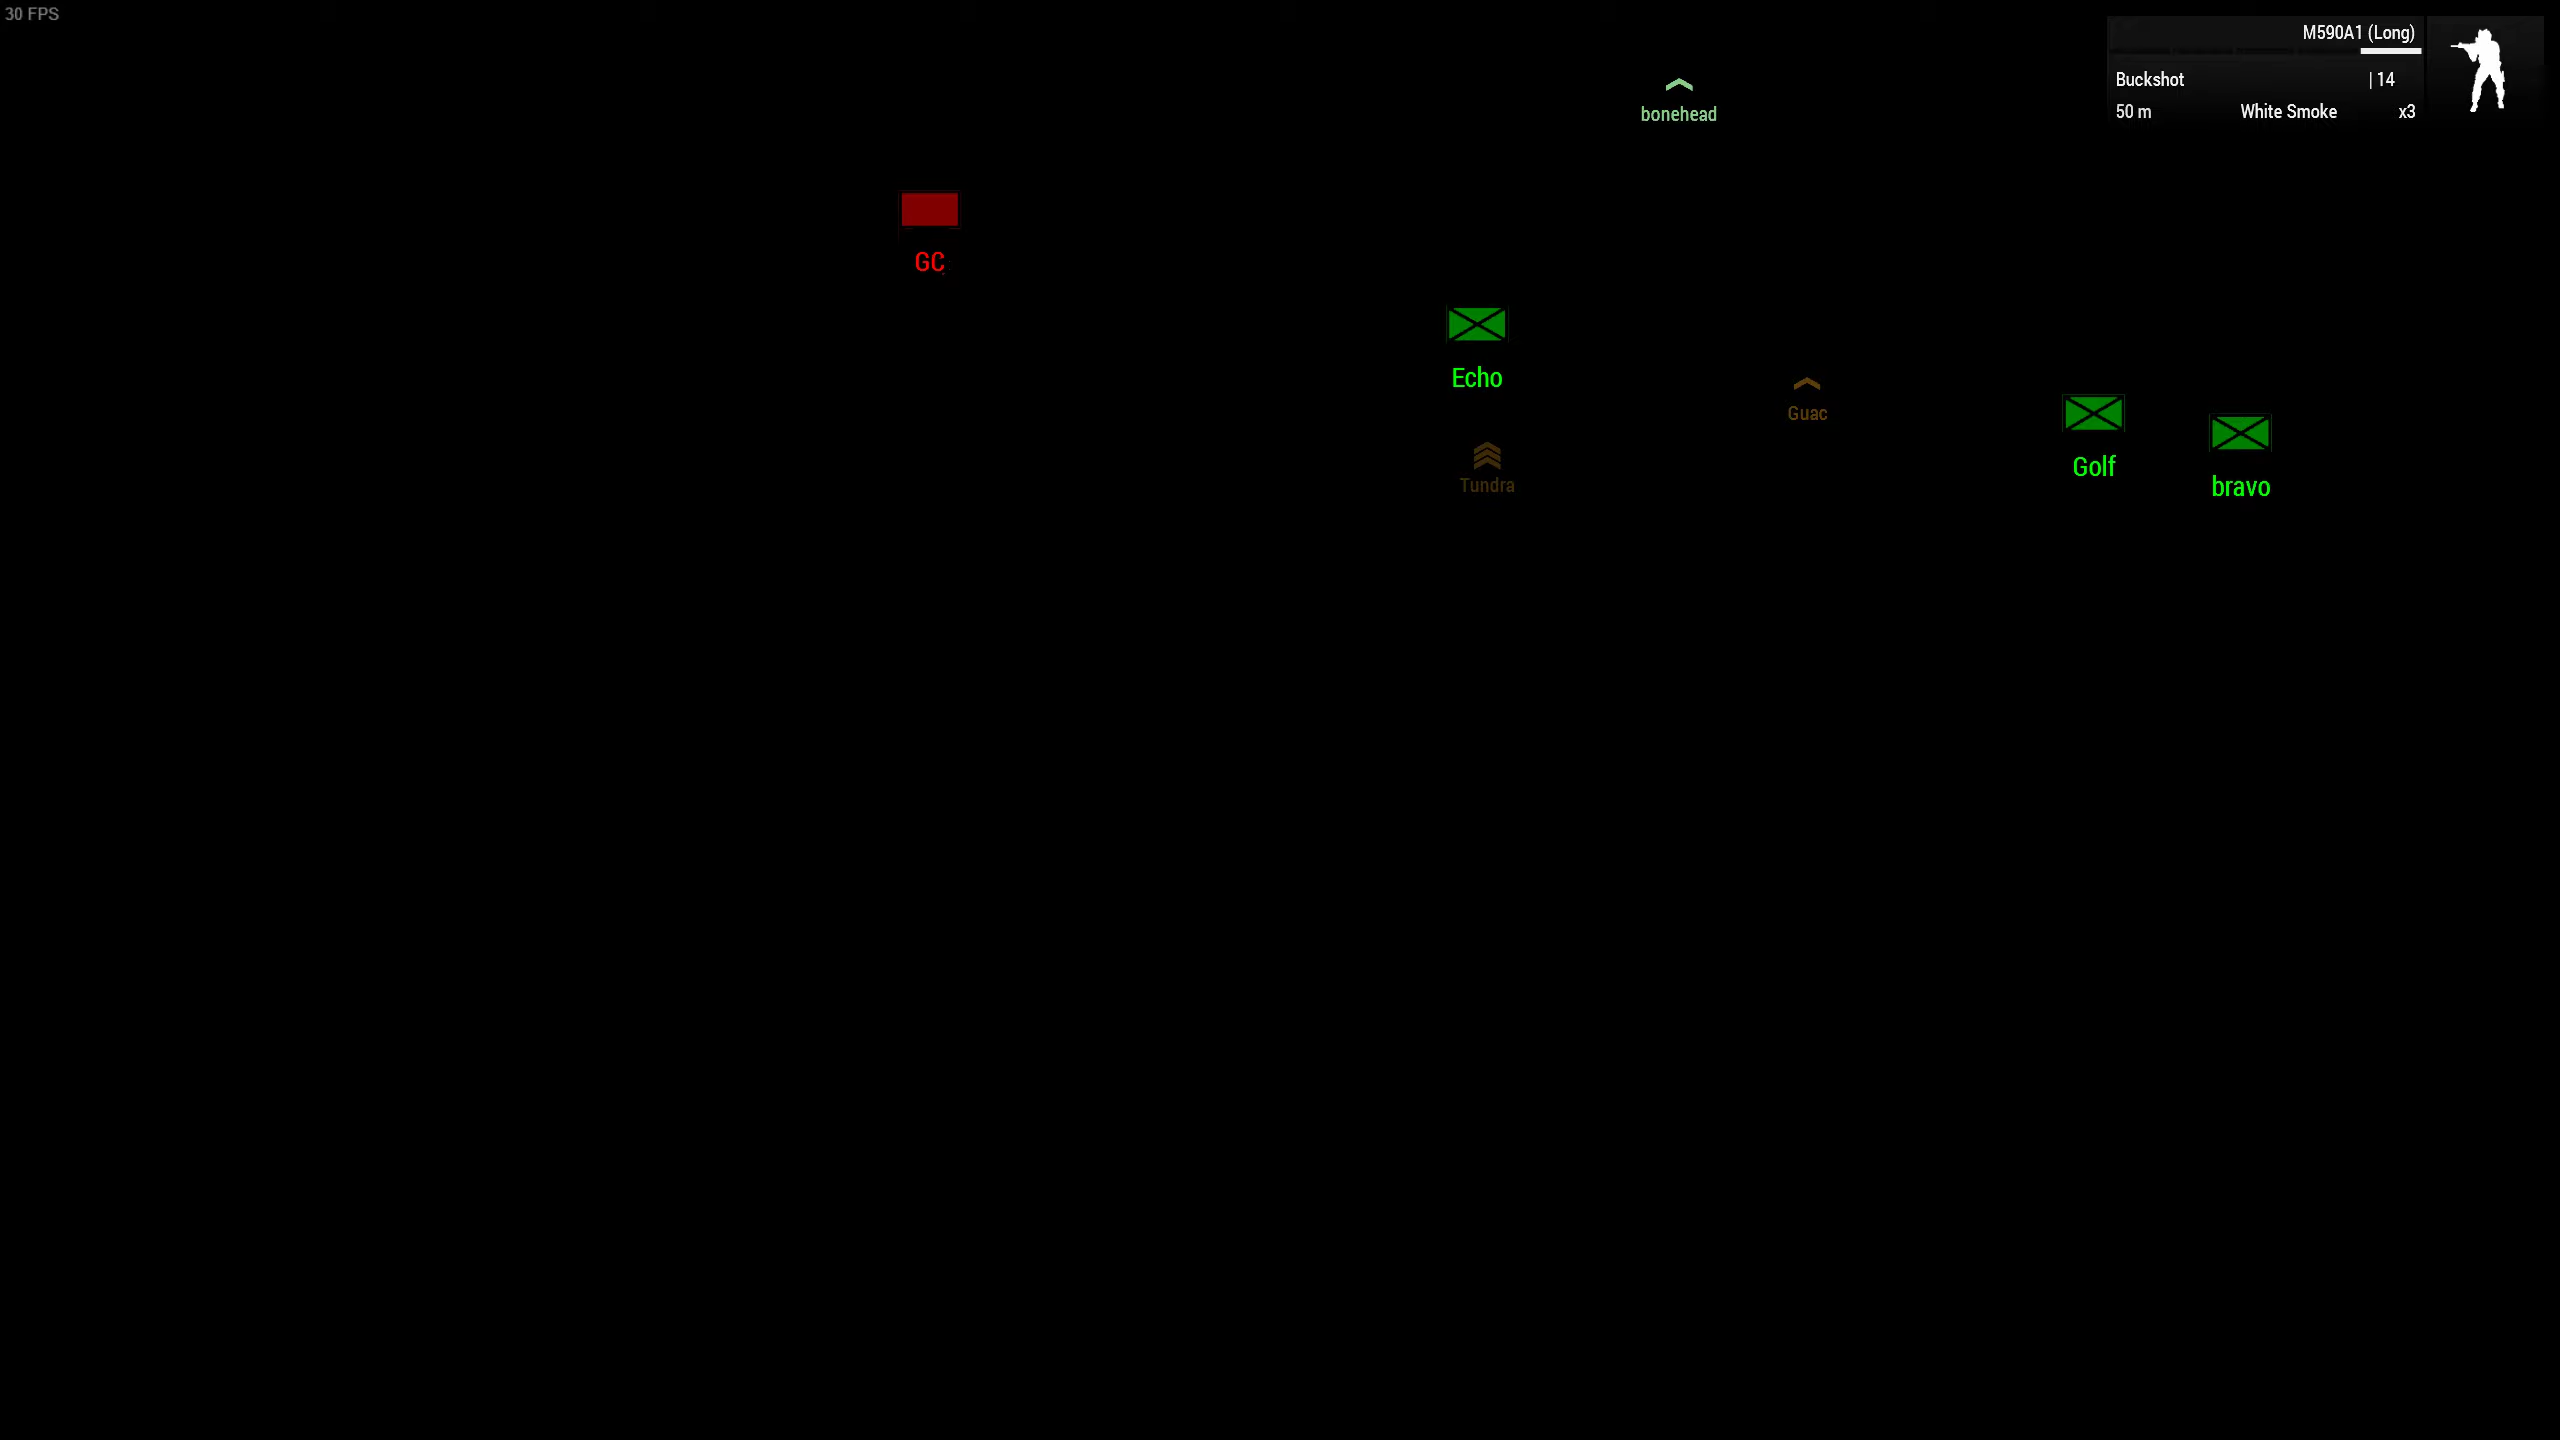 30 FPS
M590A1 (Long)
Buckshot | 14
50 m White Smoke x3
bonehead
GC
Echo
Guac
Golf
Tundra
bravo